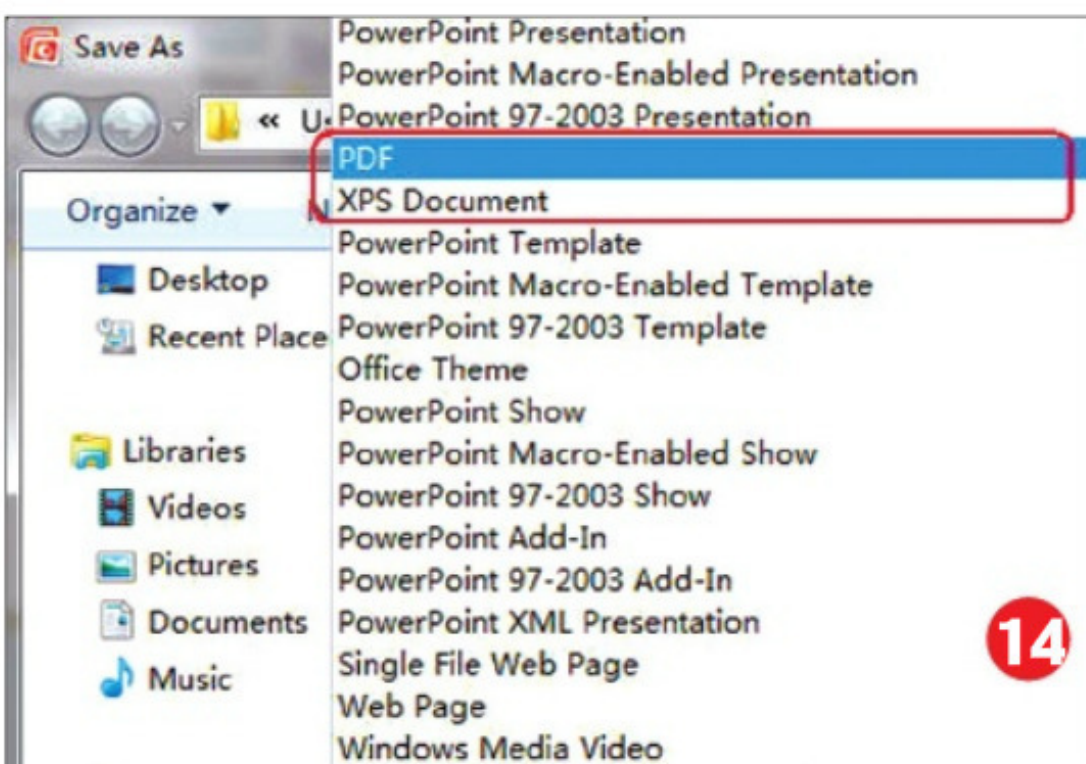 Save As
« U
Organize
N
Desktop
Recent Place
Libraries
Videos
Pictures
Documents
Music
PowerPoint Presentation
PowerPoint Macro-Enabled Presentation
PowerPoint 97-2003 Presentation
PDF
XPS Document
PowerPoint Template
PowerPoint Macro-Enabled Template
PowerPoint 97-2003 Template
Office Theme
PowerPoint Show
PowerPoint Macro-Enabled Show
PowerPoint 97-2003 Show
PowerPoint Add-In
PowerPoint 97-2003 Add-In
PowerPoint XML Presentation
Single File Web Page
Web Page
Windows Media Video
14